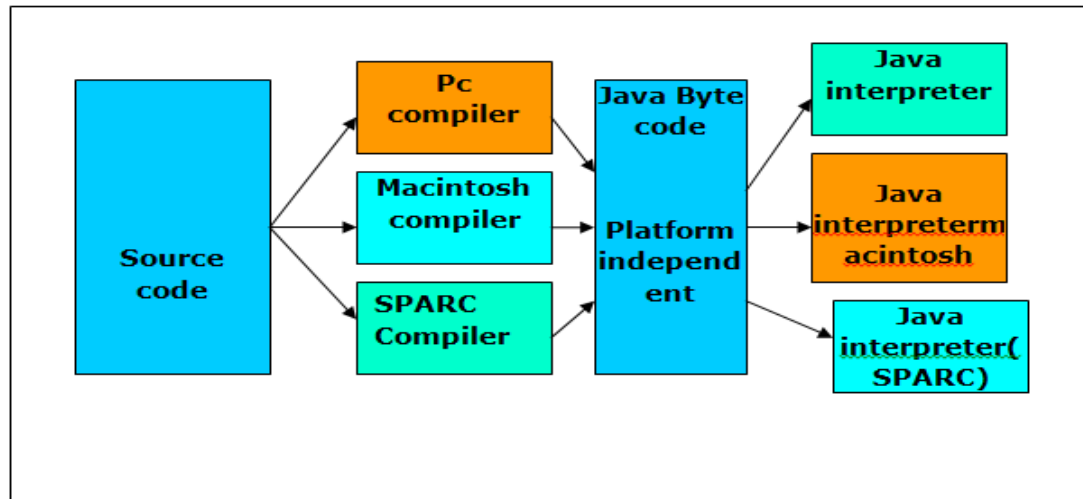 Source
code
Pc
compiler
Macintosh
compiler
SPARC
Compiler
Java Byte
code
Platform
independ
ent
Java
interpreter
Java
interpreterm
acintosh
Java
interpreter(
SPARC)